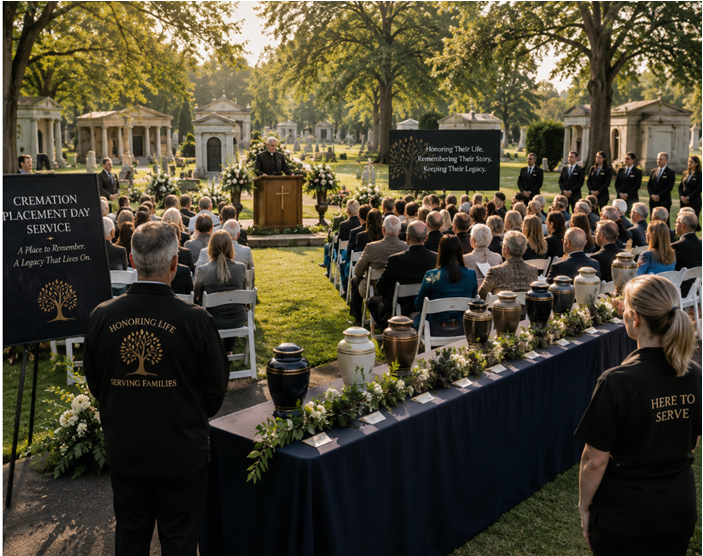 CREMATION
PLACEMENT DAY
SERVICE
A Place to Remember.
A Legacy That Lives On.
HONORING LIFE
SERVING FAMILIES
Honoring Their Life.
Remembering Their Story.
Keeping Their Legacy.
HERE TO
SERVE